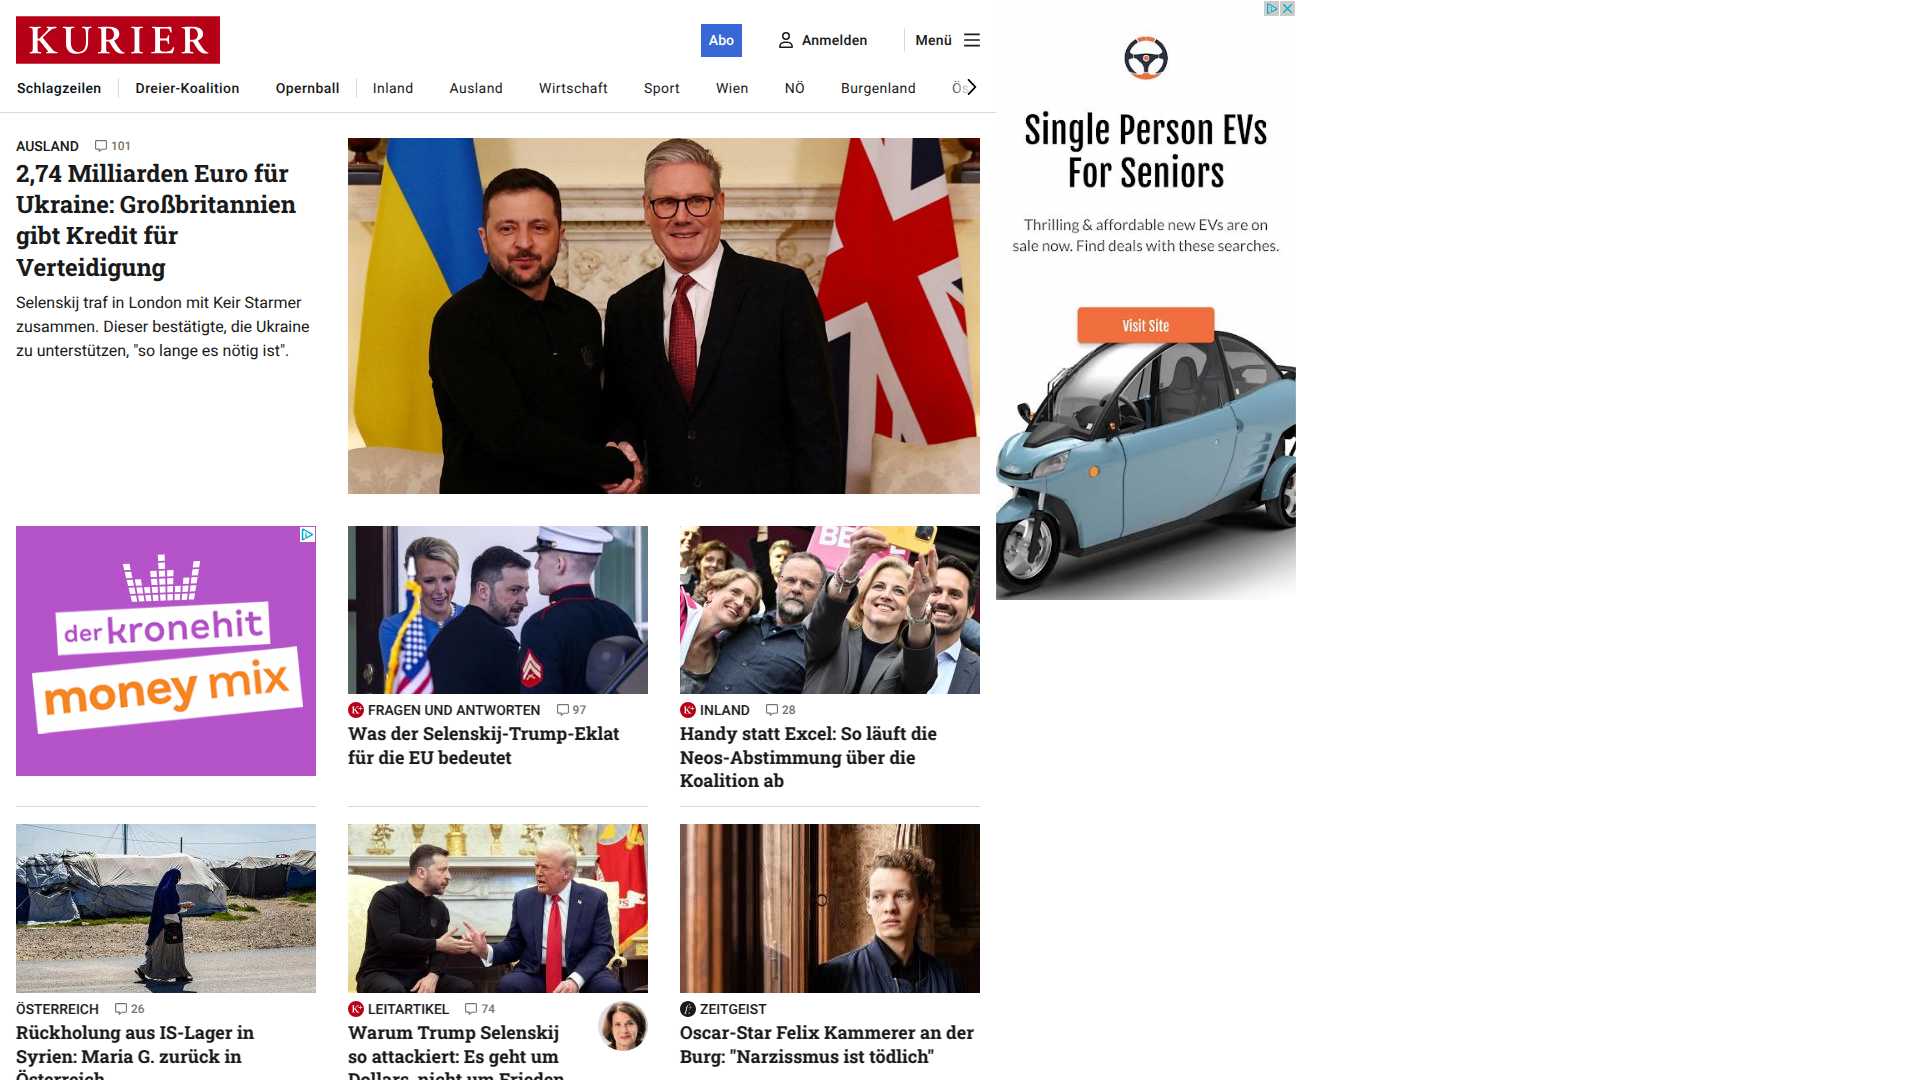 KURIER
Abo
Anmelden
Menü
Schlagzeilen
Dreier-Koalition
Opernball
Inland
Ausland
Wirtschaft
Sport
Wien
NÖ
Burgenland
AUSLAND 101
2,74 Milliarden Euro für
Ukraine: Großbritannien
gibt Kredit für
Verteidigung
Selenskij traf in London mit Keir Starmer
zusammen. Dieser bestätigte, die Ukraine
zu unterstützen, "so lange es nötig ist".
Single Person EVs
For Seniors
Thrilling & affordable new EVs are on
sale now. Find deals with these searches.
Visit Site
der kronehit
money mix
K+ FRAGEN UND ANTWORTEN 97
Was der Selenskij-Trump-Eklat
für die EU bedeutet
K+ INLAND 28
Handy statt Excel: So läuft die
Neos-Abstimmung über die
Koalition ab
ÖSTERREICH 26
Rückholung aus IS-Lager in
Syrien: Maria G. zurück in
Österreich
K+ LEITARTIKEL 74
Warum Trump Selenskij
so attackiert: Es geht um
Dollars, nicht um Frieden
ZEITGEIST
Oscar-Star Felix Kammerer an der
Burg: "Narzissmus ist tödlich"